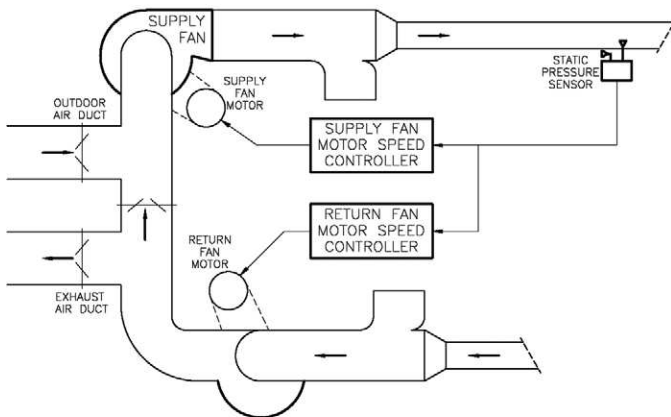 SUPPLY
FAN
STATIC
PRESSURE
SENSOR
SUPPLY
FAN
MOTOR
OUTDOOR
AIR DUCT
SUPPLY FAN
MOTOR SPEED
CONTROLLER
RETURN FAN
MOTOR SPEED
CONTROLLER
RETURN
FAN
MOTOR
EXHAUST
AIR DUCT